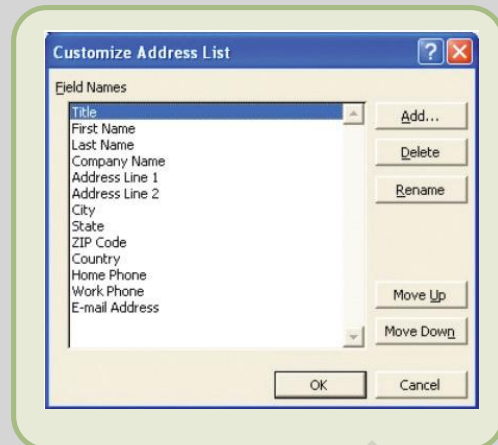 Customize Address List
Field Names
Title
First Name
Last Name
Company Name
Address Line 1
Address Line 2
City
State
ZIP Code
Country
Home Phone
Work Phone
E-mail Address
Add...
Delete
Rename
Move Up
Move Down
OK
Cancel